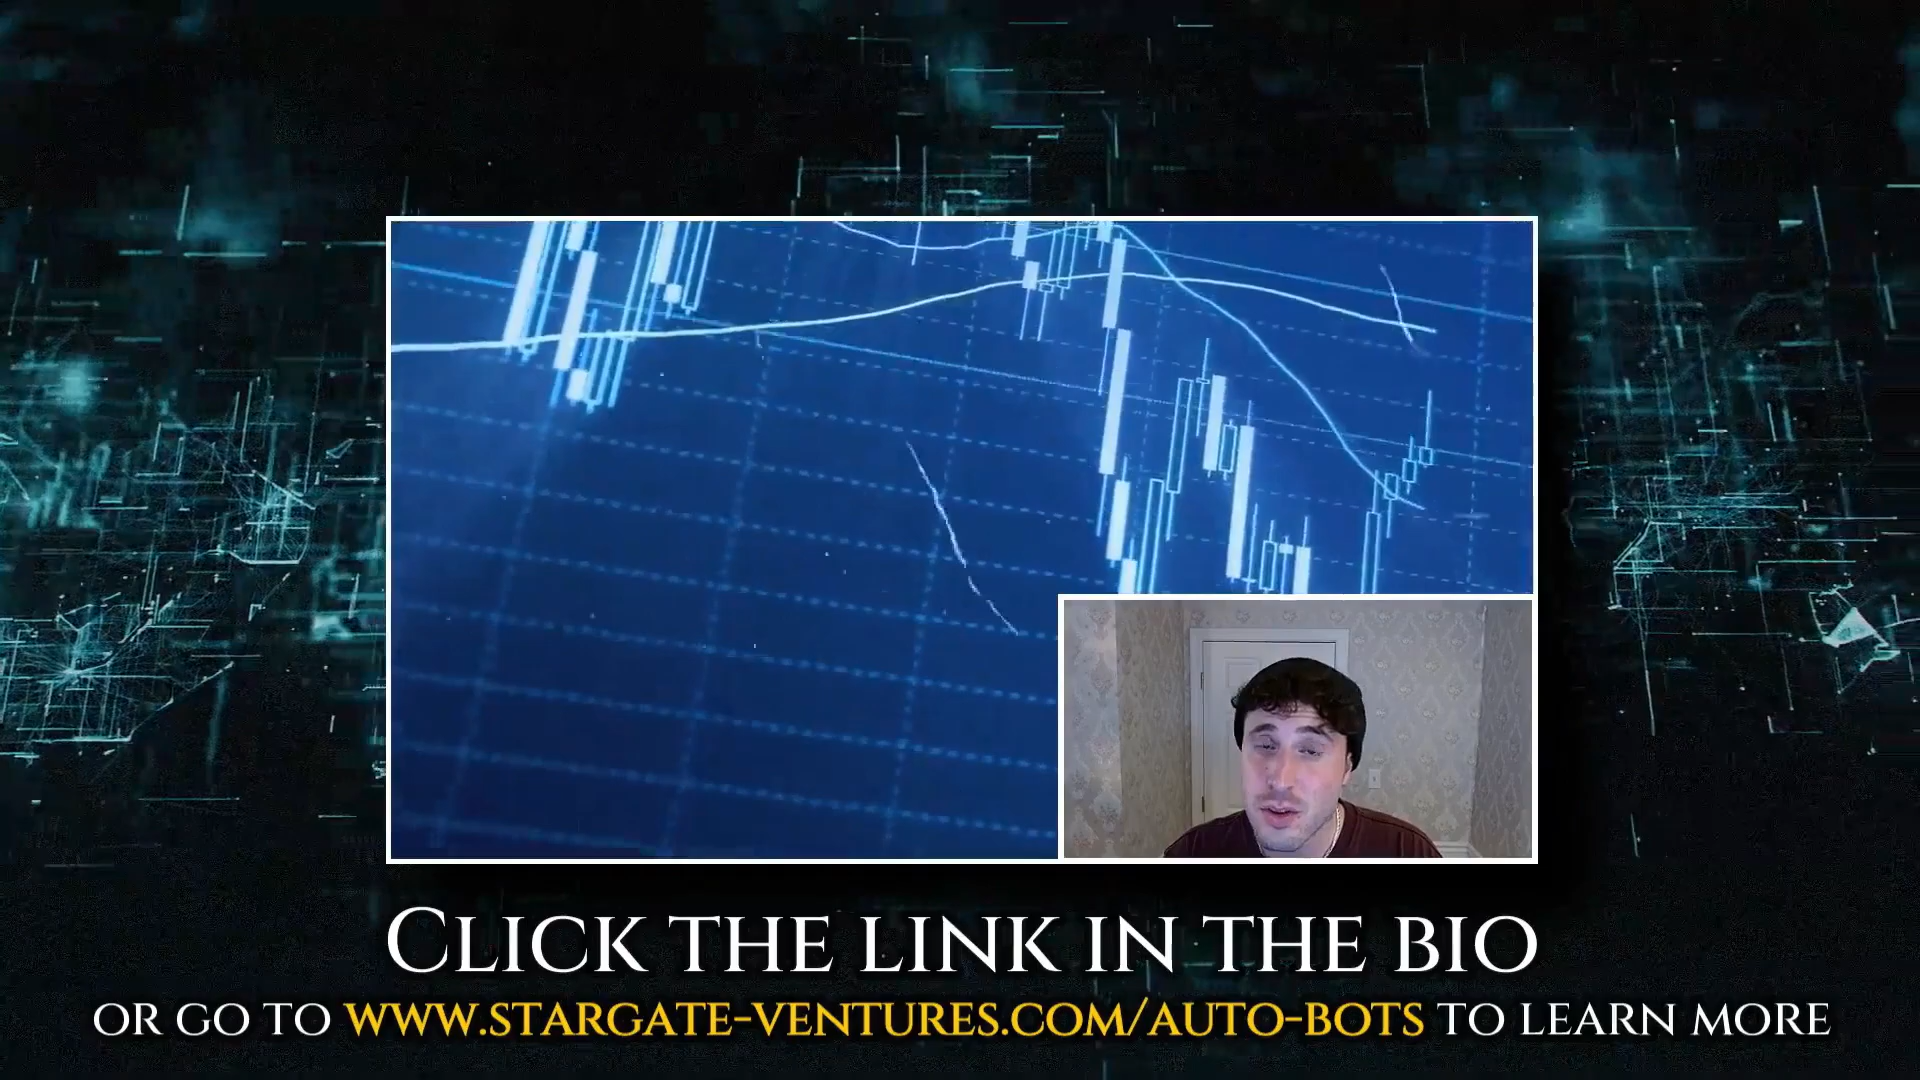 CLICK THE LINK IN THE BIO
OR GO TO WWW.STARGATE-VENTURES.COM/AUTO-BOTS TO LEARN MORE